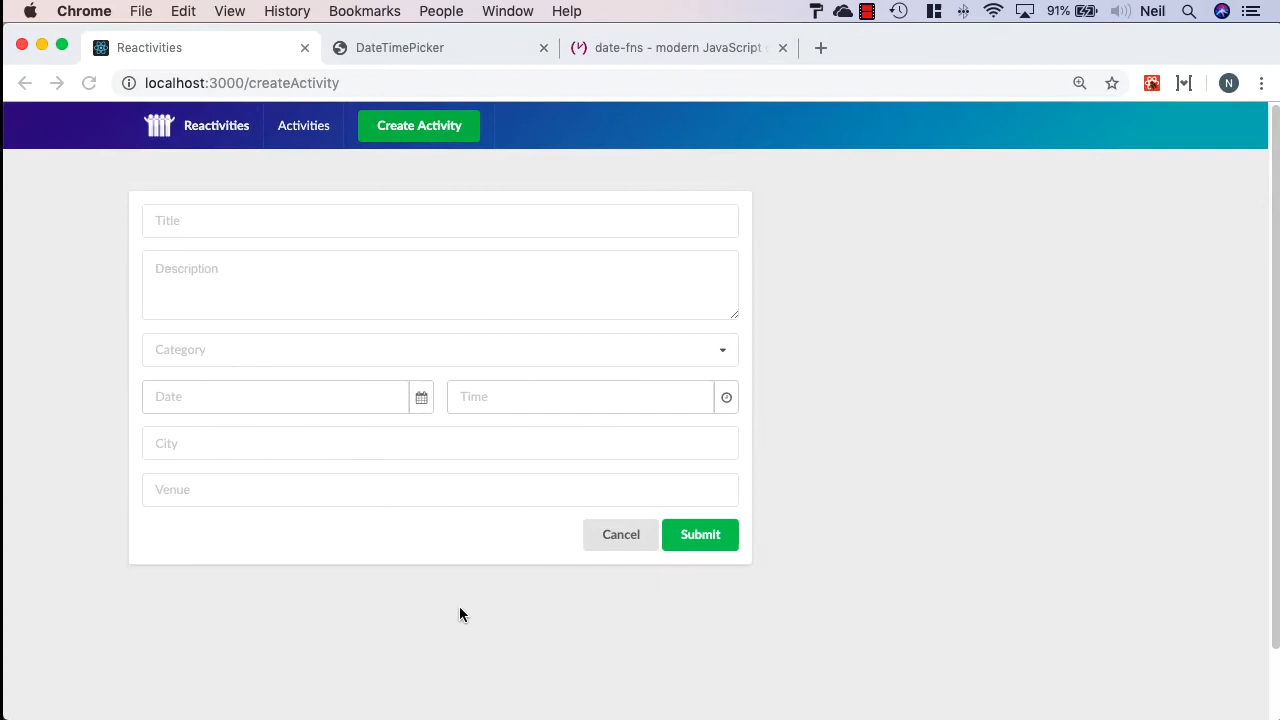 Chrome File Edit View History Bookmarks People Window Help 91% Neil
Reactivities DateTimePicker date-fns - modern JavaScript
localhost:3000/createActivity N
Reactivities Activities Create Activity
Title
Description
Category
Date Time
City
Venue
Cancel Submit